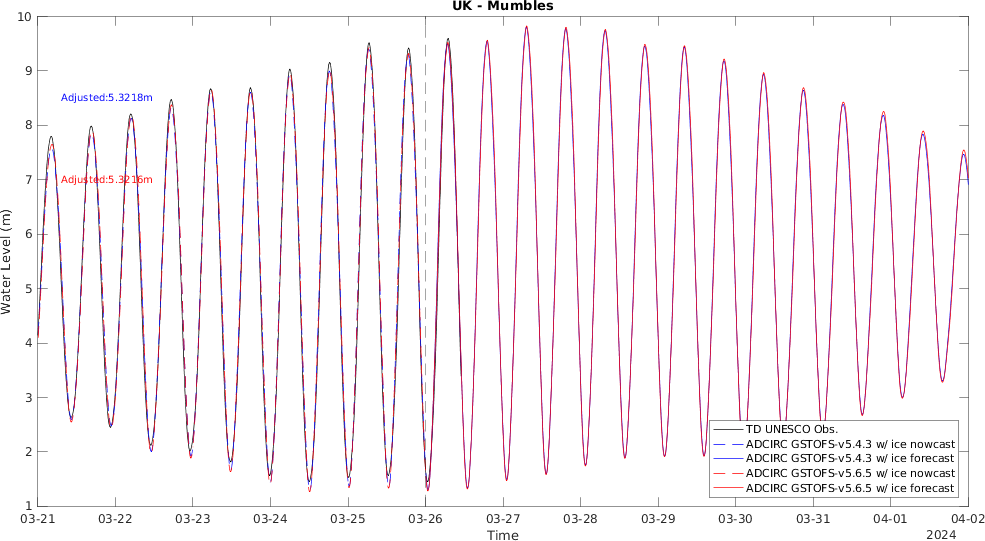 UK - Mumbles
10
9
8
7
6
5
4
3
2
1
Water Level (m)
Adjusted:5.3218m
Adjusted:5.3216m
TD UNESCO Obs.
ADCIRC GSTOFS-v5.4.3 w/ ice nowcast
ADCIRC GSTOFS-v5.4.3 w/ ice forecast
ADCIRC GSTOFS-v5.6.5 w/ ice nowcast
ADCIRC GSTOFS-v5.6.5 w/ ice forecast
03-21 03-22 03-23 03-24 03-25 03-26 03-27 03-28 03-29 03-30 03-31 04-01 04-02
Time
2024